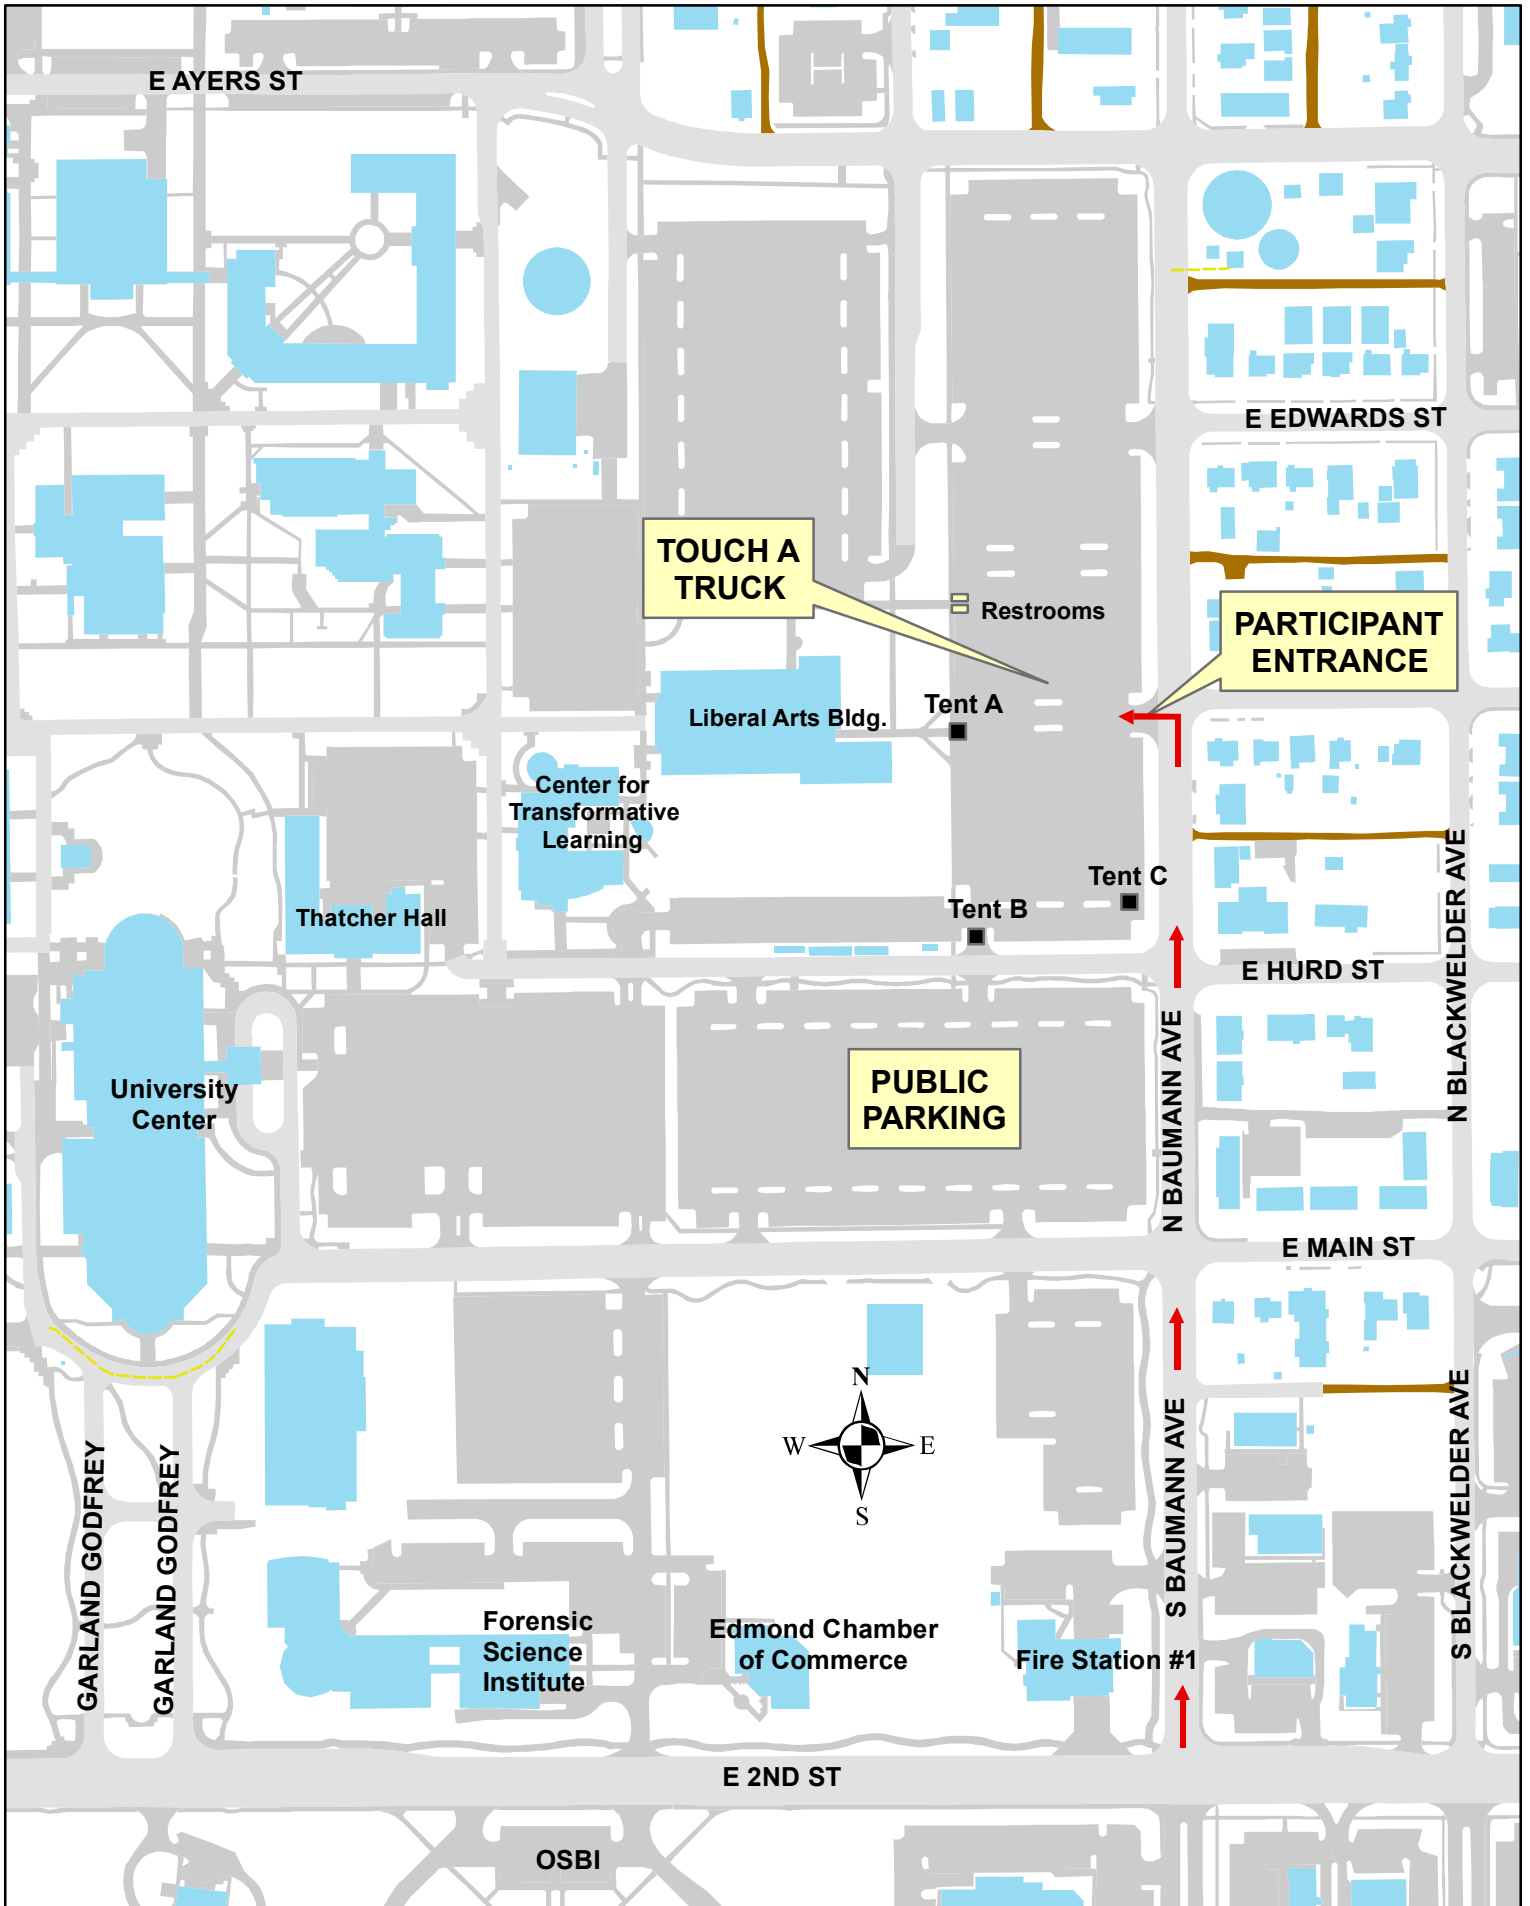 E AYERS ST
E EDWARDS ST
TOUCH A
TRUCK
Restrooms
PARTICIPANT
ENTRANCE
Tent A
Liberal Arts Bldg.
Center for
Transformative
Learning
Tent C
Thatcher Hall
Tent B
E HURD ST
N BLACKWELDER AVE
N BAUMANN AVE
PUBLIC
PARKING
University
Center
E MAIN ST
N
W
E
S
S BAUMANN AVE
S BLACKWELDER AVE
GARLAND GODFREY
GARLAND GODFREY
Forensic
Science
Institute
Edmond Chamber
of Commerce
Fire Station #1
E 2ND ST
OSBI